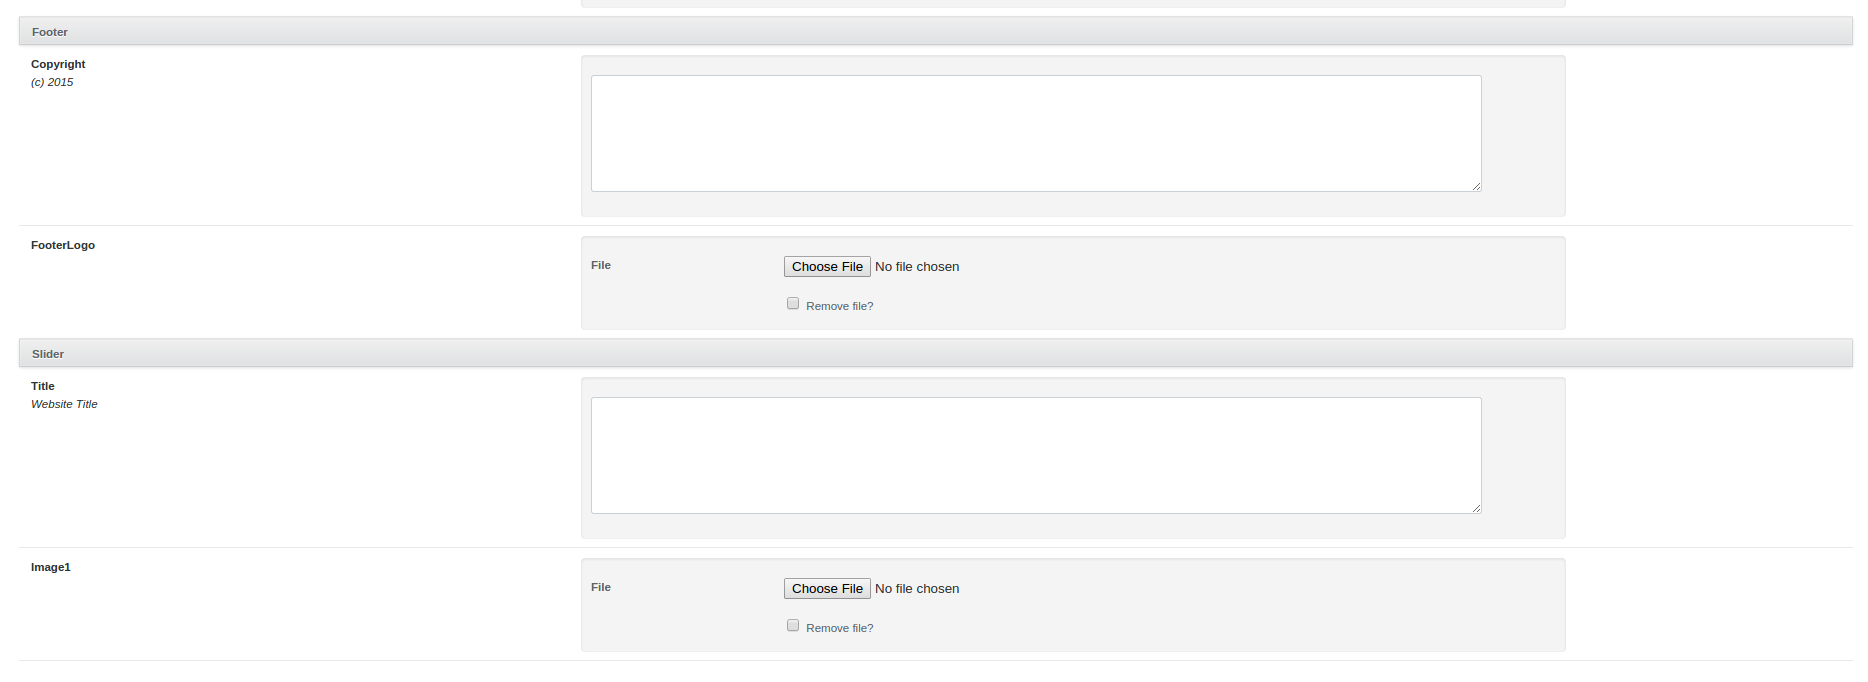 Footer
Copyright
(c) 2015
FooterLogo
File
Choose File No file chosen
Remove file?
Slider
Title
Website Title
Image1
File
Choose File No file chosen
Remove file?